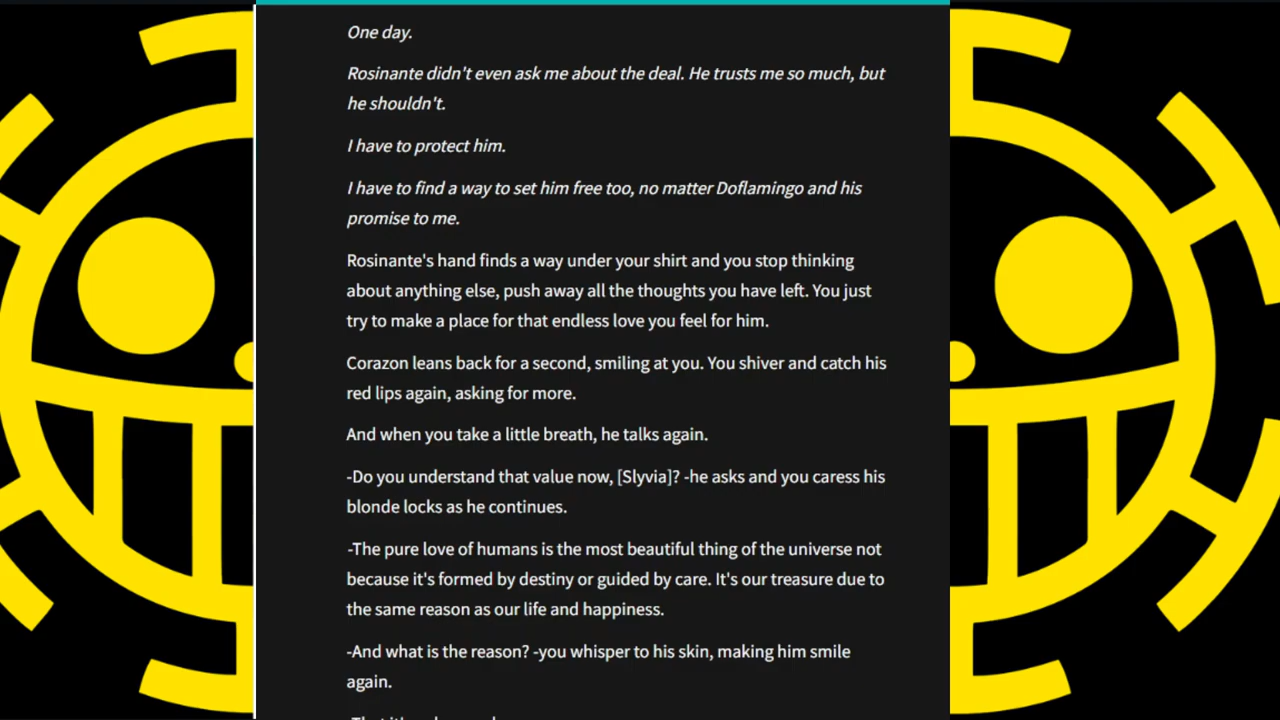 One day.
Rosinante didn't even ask me about the deal. He trusts me so much, but
he shouldn't.
I have to protect him.
I have to find a way to set him free too, no matter Doflamingo and his
promise to me.
Rosinante's hand finds a way under your shirt and you stop thinking
about anything else, push away all the thoughts you have left. You just
try to make a place for that endless love you feel for him.
Corazon leans back for a second, smiling at you. You shiver and catch his
red lips again, asking for more.
And when you take a little breath, he talks again.
-Do you understand that value now, [Slyvia]? -he asks and you caress his
blonde locks as he continues.
-The pure love of humans is the most beautiful thing of the universe not
because it's formed by destiny or guided by care. It's our treasure due to
the same reason as our life and happiness.
-And what is the reason? -you whisper to his skin, making him smile
again.